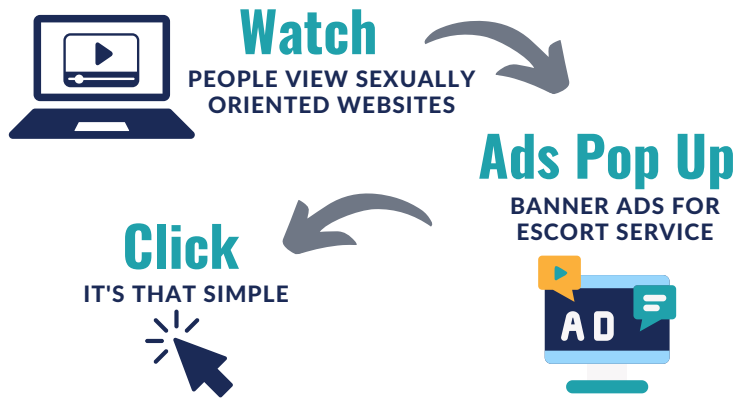 Watch
PEOPLE VIEW SEXUALLY
ORIENTED WEBSITES
Ads Pop Up
BANNER ADS FOR
ESCORT SERVICE
AD
Click
IT'S THAT SIMPLE